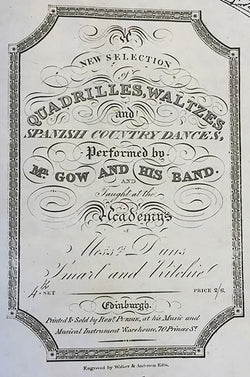 A
NEW SELECTION
of
QUADRILLES, WALTZES,
and
SPANISH COUNTRY DANCES,
Performed by
Mr. GOW AND HIS BAND.
AND
Taught at the
Academys
of
Messrs. Duns
Smart and Ritchie
4th SET
PRICE 2/6
Edinburgh.
Printed & Sold by Robt. Purdie, at his Music and
Musical Instrument Warehouse, 70 Princes St.
Engraved by Walker & Anderson Edin.